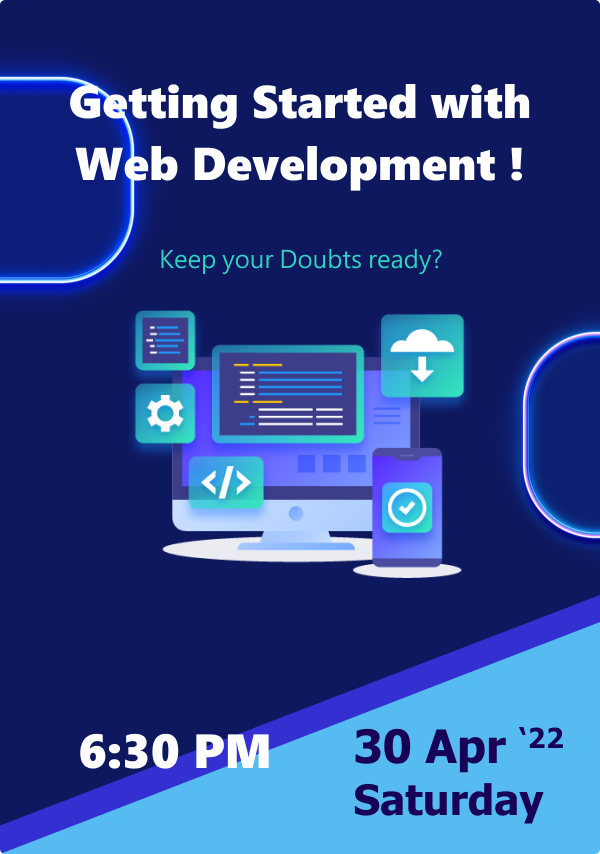 Getting Started with
Web Development !
Keep your Doubts ready?
</>
6:30 PM
30 Apr ‵22
Saturday